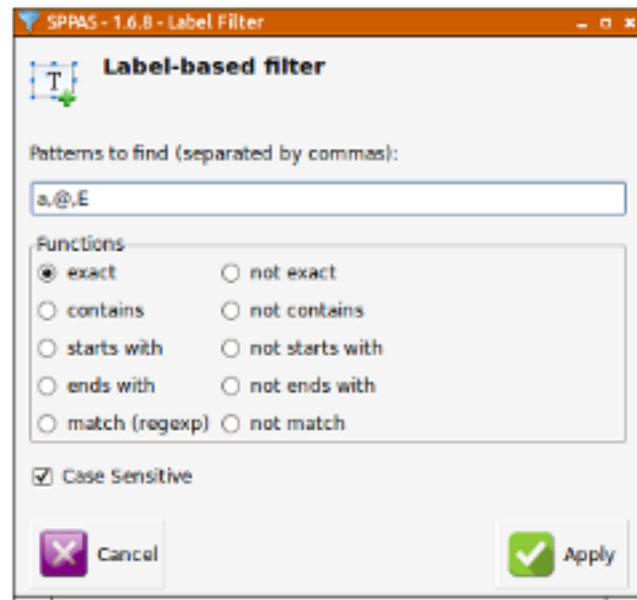 SPPAS - 1.6.8 - Label Filter
T
Label-based filter
Patterns to find (separated by commas):
a,@,E
Functions
exact not exact
contains not contains
starts with not starts with
ends with not ends with
match (regexp) not match
Case Sensitive
Cancel Apply